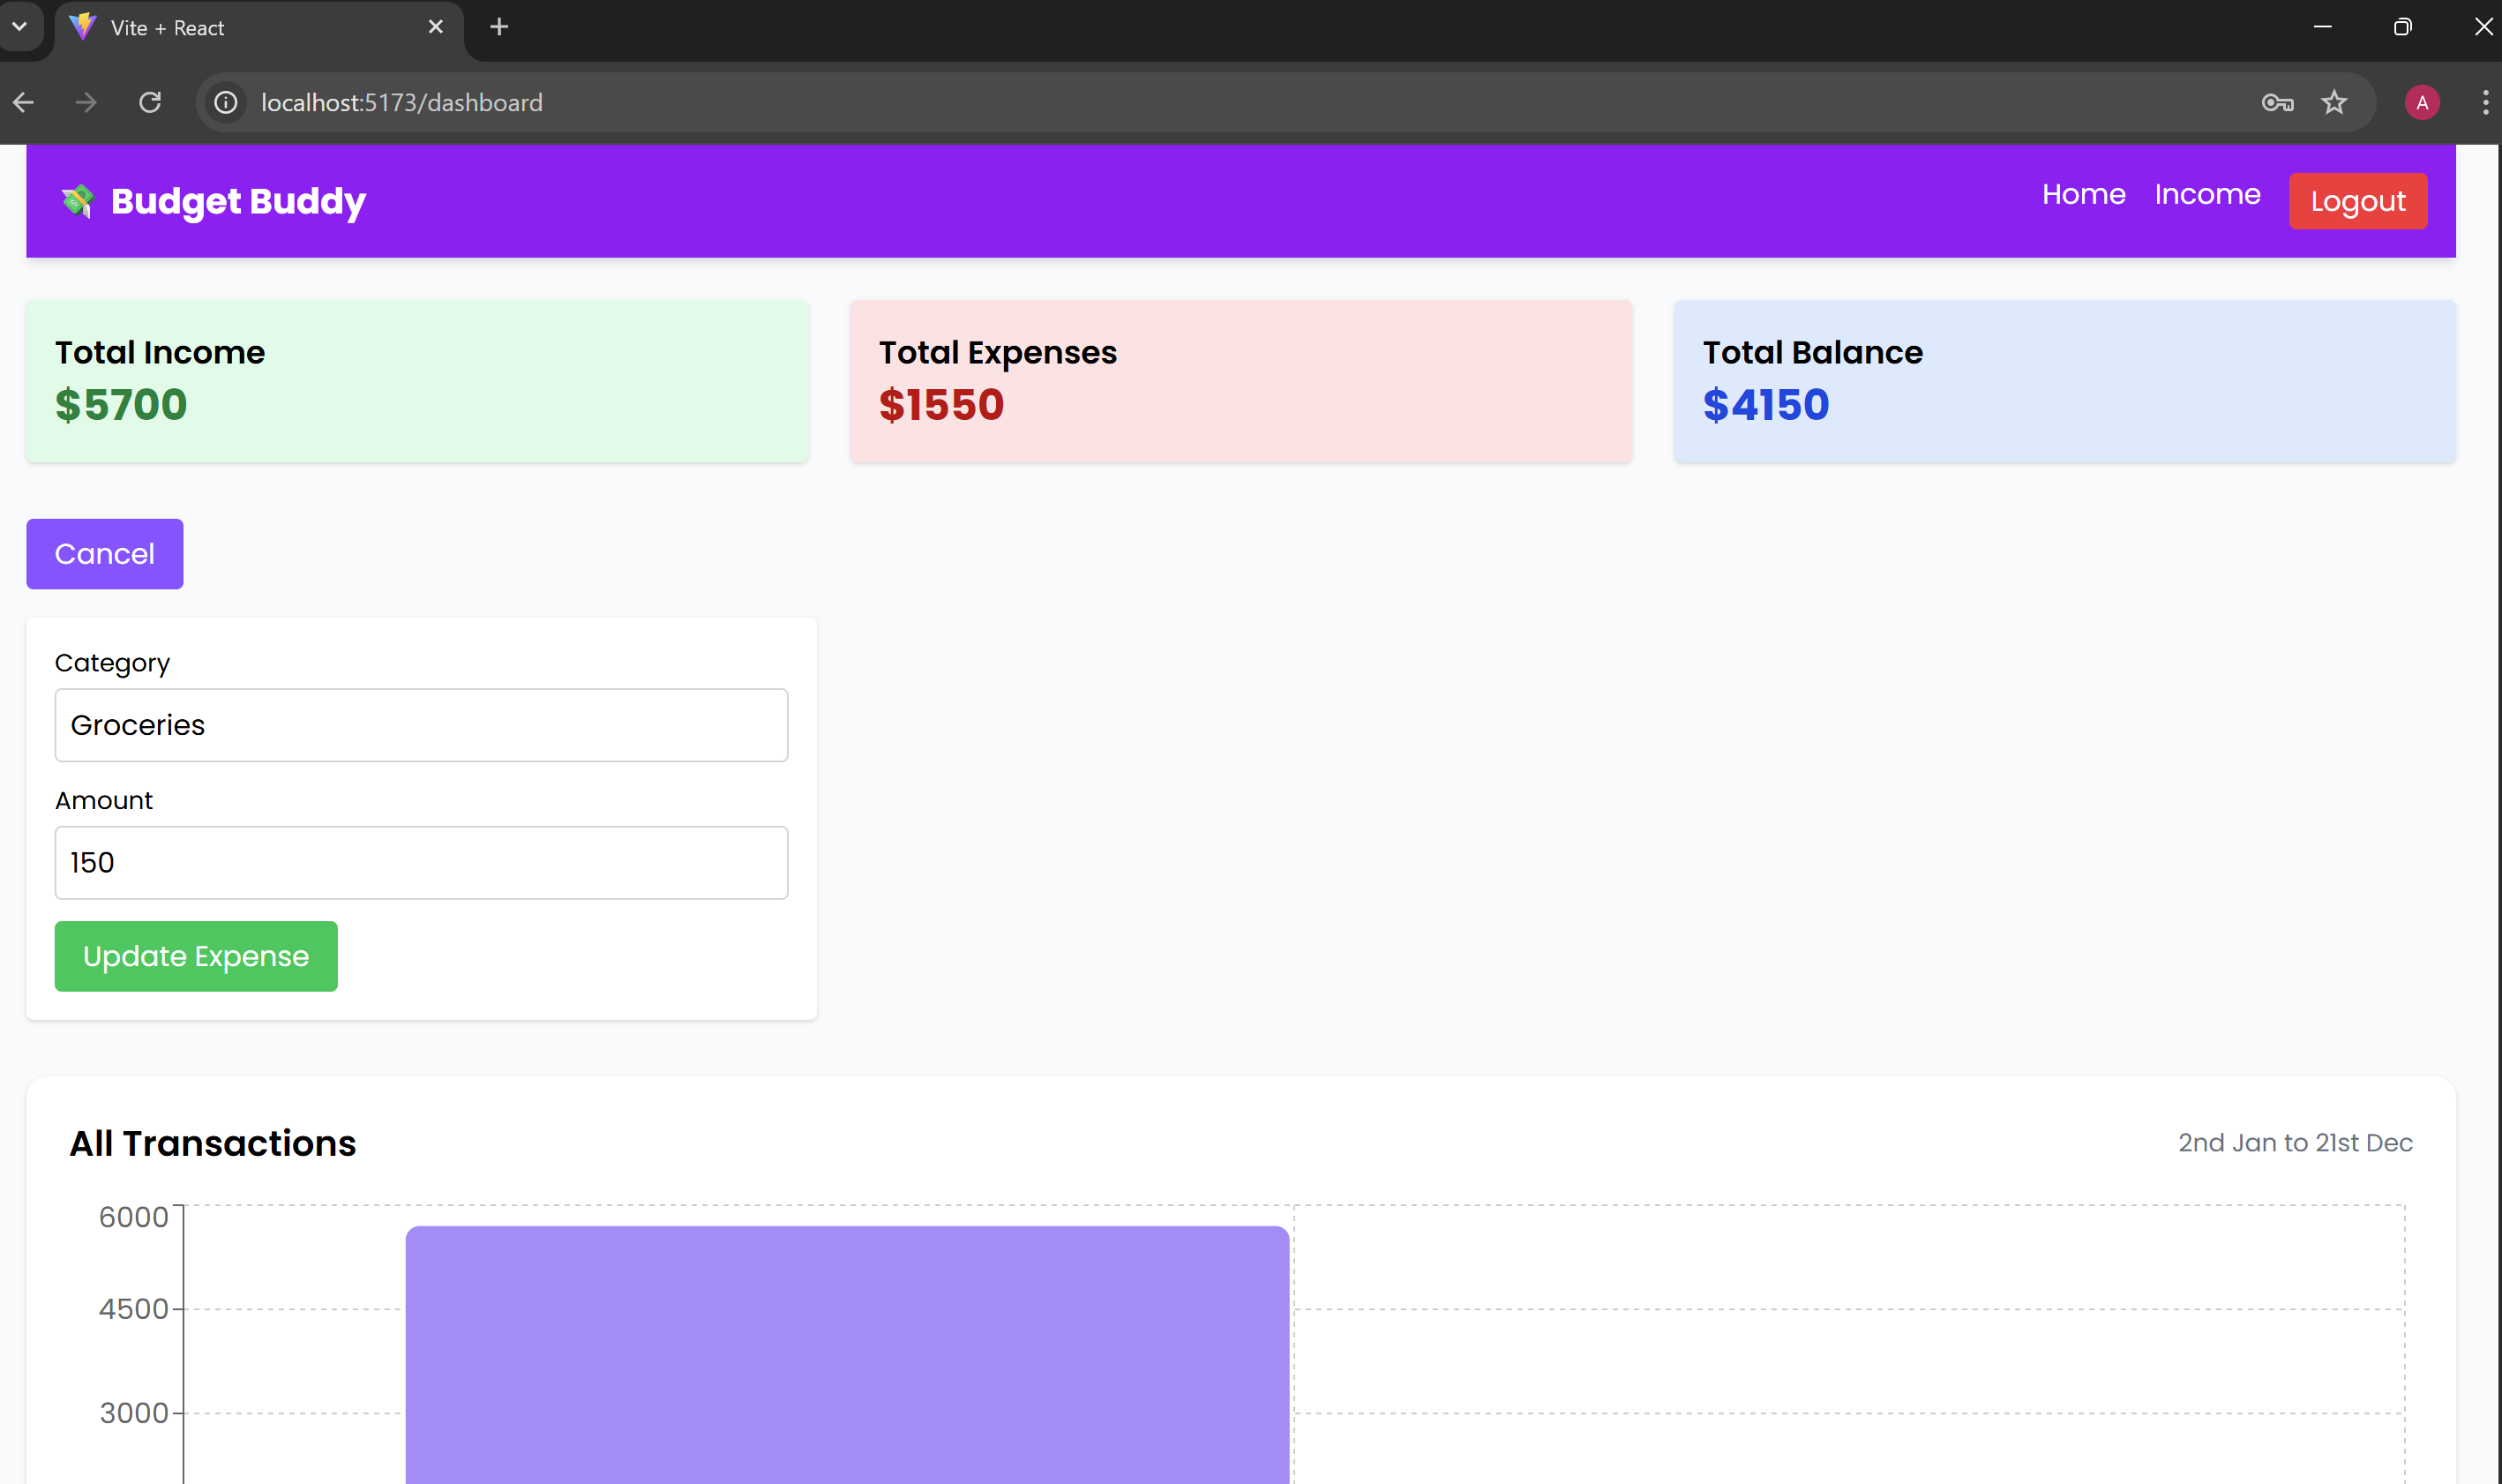 Vite + React
localhost:5173/dashboard
A
Budget Buddy
Home Income Logout
Total Income
$5700
Total Expenses
$1550
Total Balance
$4150
Cancel
Category
Groceries
Amount
150
Update Expense
All Transactions
2nd Jan to 21st Dec
6000
4500
3000